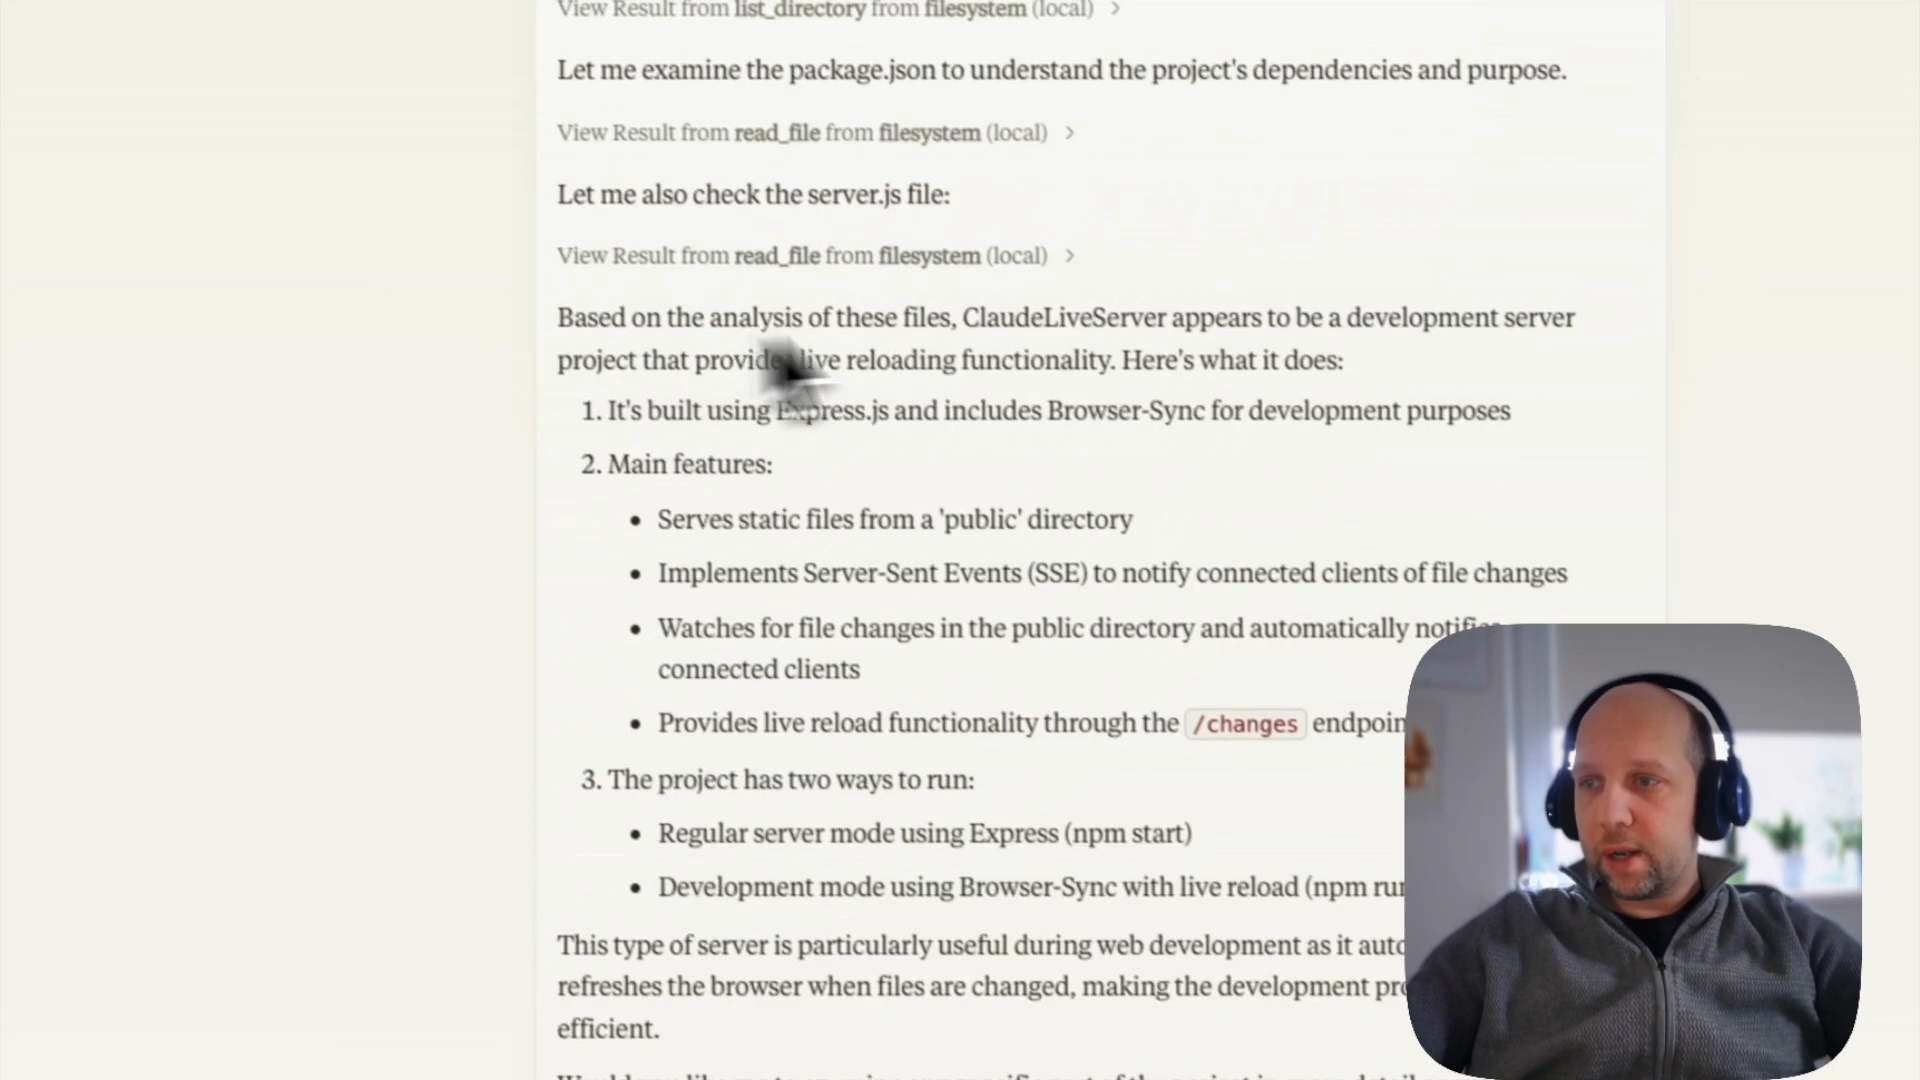 View Result from list_directory from filesystem (local)
Let me examine the package.json to understand the project's dependencies and purpose.
View Result from read_file from filesystem (local)
Let me also check the server.js file:
View Result from read_file from filesystem (local)
Based on the analysis of these files, ClaudeLiveServer appears to be a development server
project that provides live reloading functionality. Here's what it does:
1. It's built using Express.js and includes Browser-Sync for development purposes
2. Main features:
• Serves static files from a 'public' directory
• Implements Server-Sent Events (SSE) to notify connected clients of file changes
• Watches for file changes in the public directory and automatically
connected clients
• Provides live reload functionality through the /changes
3. The project has two ways to run:
• Regular server mode using Express (npm start)
• Development mode using Browser-Sync with live reload (npm
This type of server is particularly useful during web development as it
refreshes the browser when files are changed, making the development
efficient.